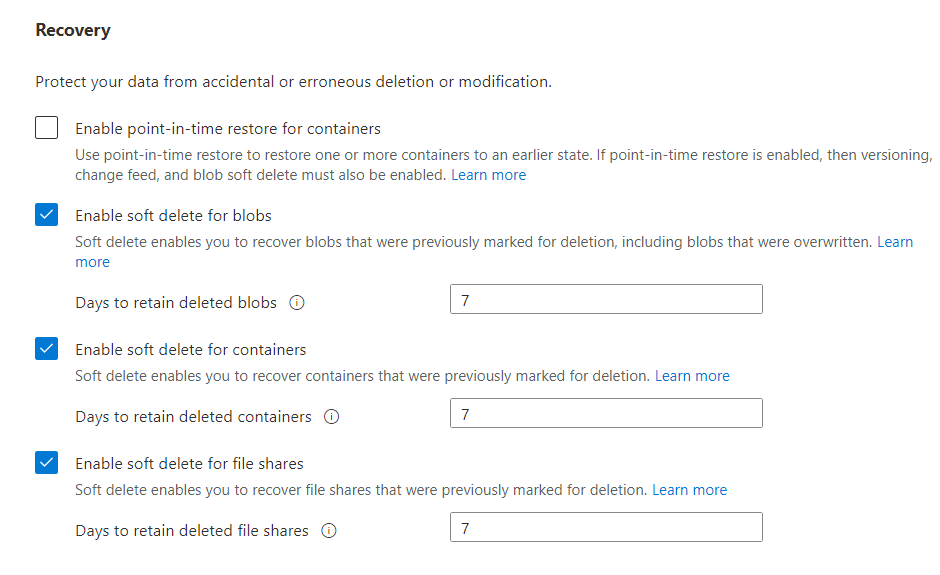 Recovery
Protect your data from accidental or erroneous deletion or modification.
Enable point-in-time restore for containers
Use point-in-time restore to restore one or more containers to an earlier state. If point-in-time restore is enabled, then versioning,
change feed, and blob soft delete must also be enabled. Learn more
Enable soft delete for blobs
Soft delete enables you to recover blobs that were previously marked for deletion, including blobs that were overwritten. Learn
more
Days to retain deleted blobs
7
Enable soft delete for containers
Soft delete enables you to recover containers that were previously marked for deletion. Learn more
Days to retain deleted containers
7
Enable soft delete for file shares
Soft delete enables you to recover file shares that were previously marked for deletion. Learn more
Days to retain deleted file shares
7